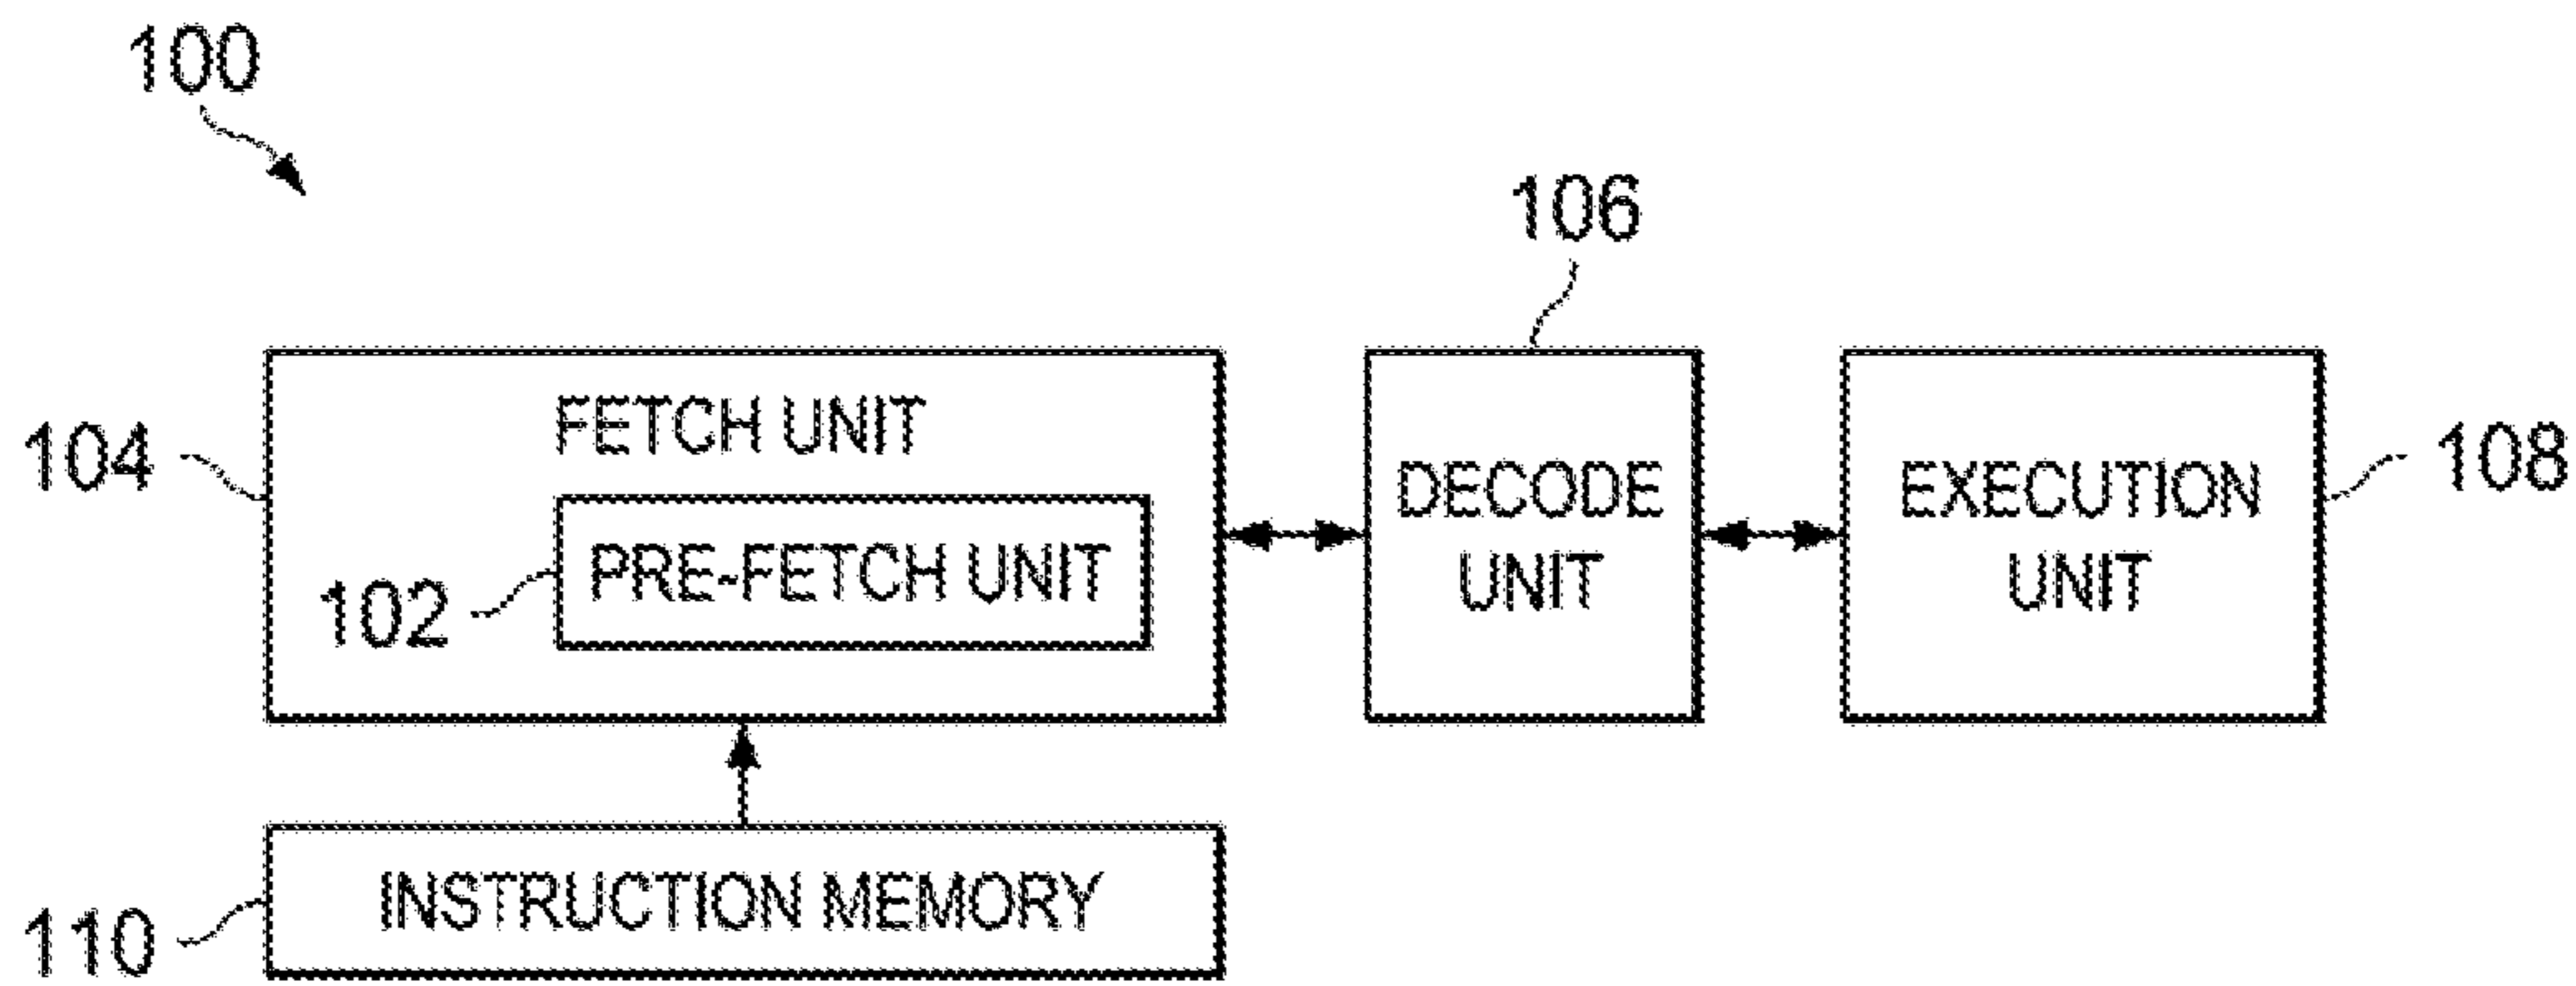 100
106
FETCH UNIT
104
DECODE
UNIT
EXECUTION
UNIT
108
PRE-FETCH UNIT
102
INSTRUCTION MEMORY
110